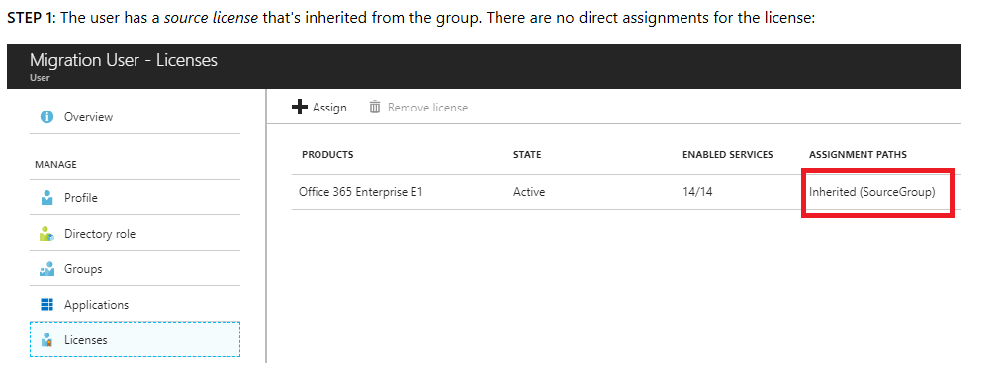 STEP 1: The user has a source license that's inherited from the group. There are no direct assignments for the license:
Migration User - Licenses
User
Overview
MANAGE
Profile
Directory role
Groups
Applications
Licenses
Assign
Remove license
PRODUCTS STATE ENABLED SERVICES ASSIGNMENT PATHS
Office 365 Enterprise E1 Active 14/14 Inherited (SourceGroup)